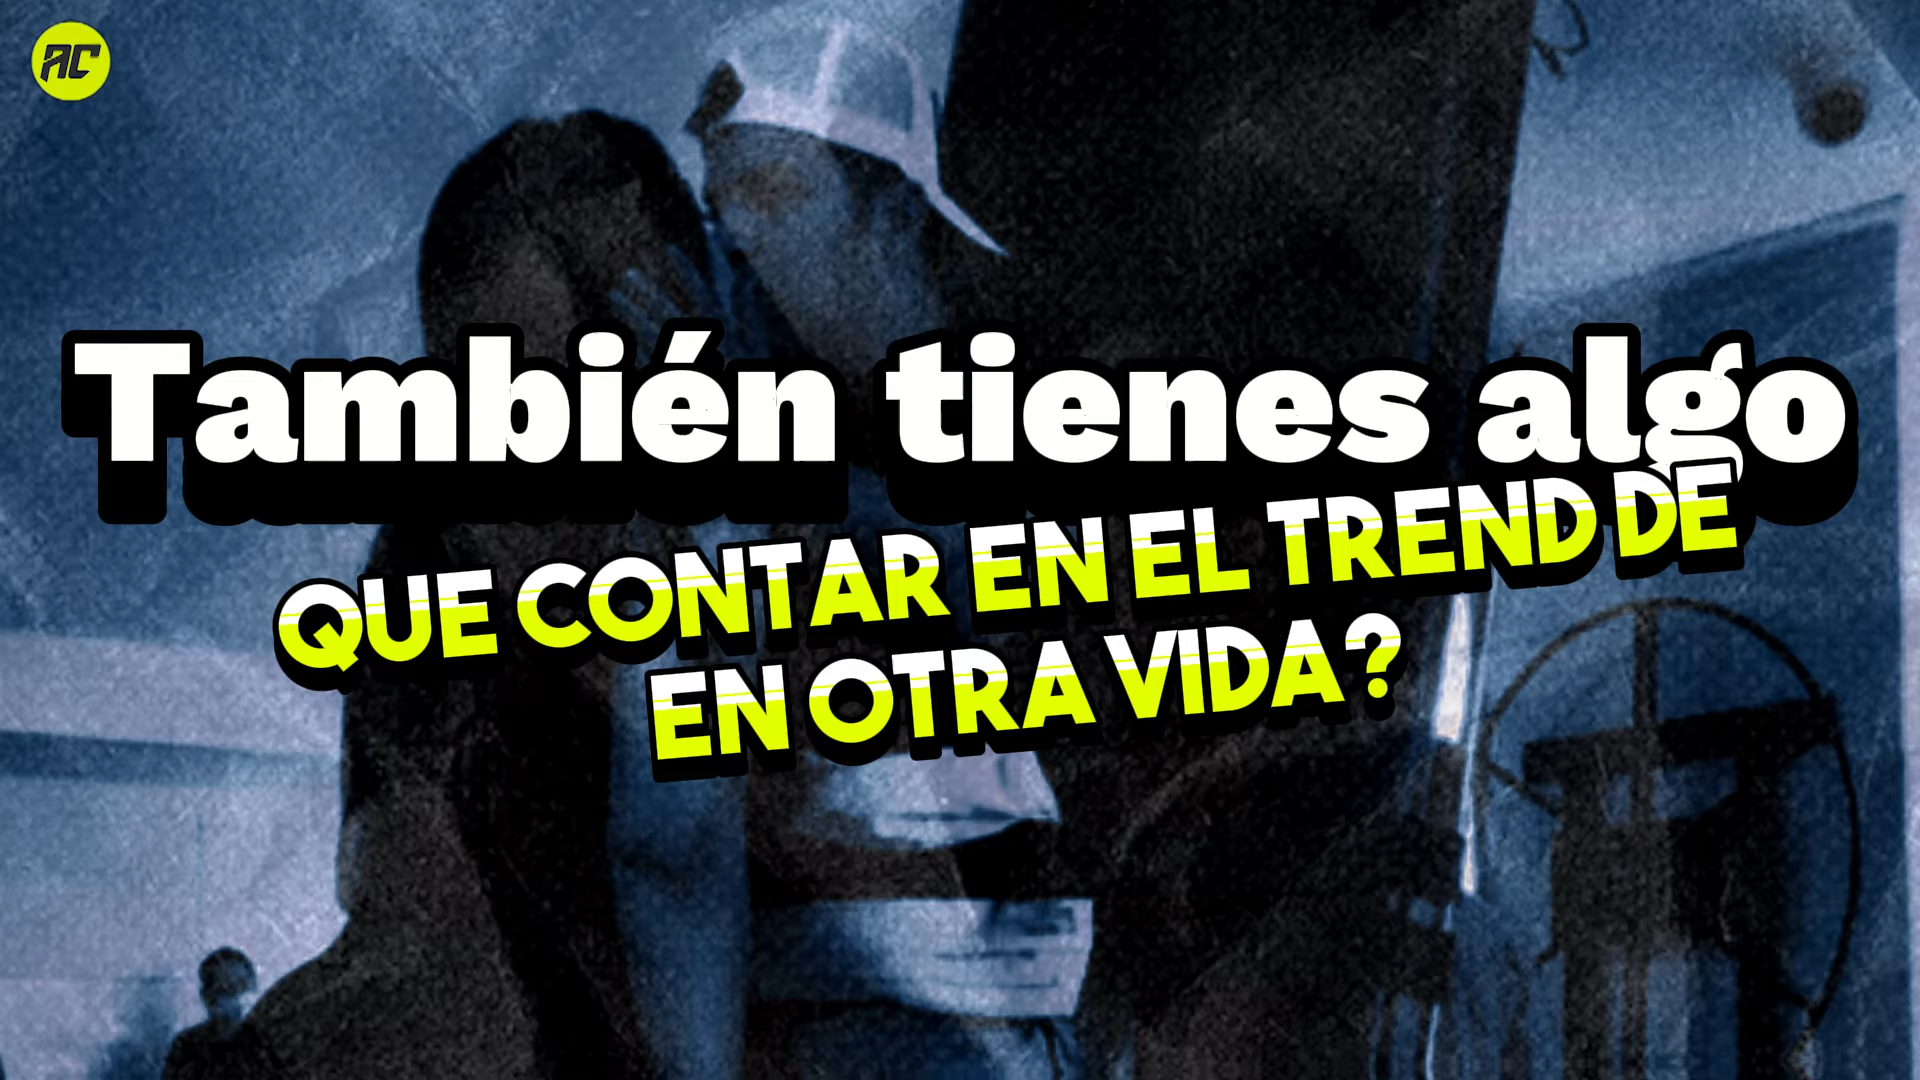 AC
También tienes algo
QUE CONTAR EN EL TREND DE
EN OTRA VIDA?